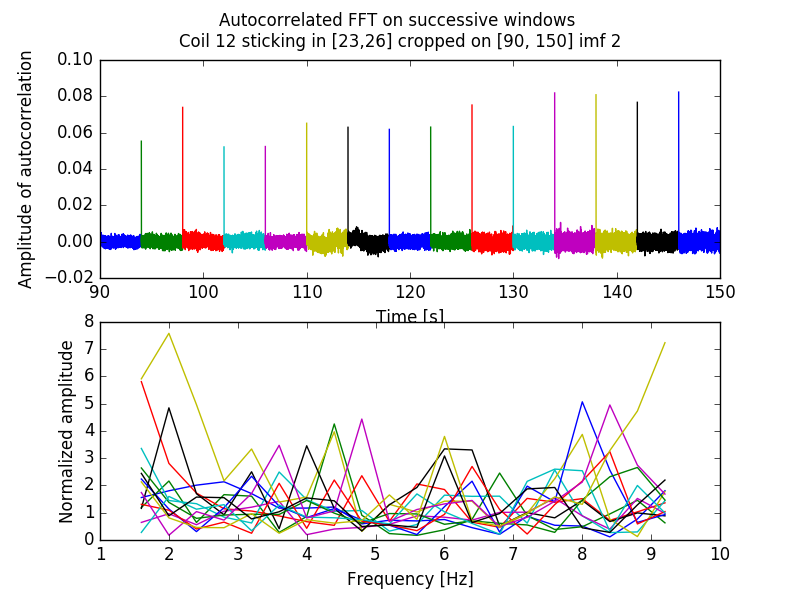 Autocorrelated FFT on successive windows
Coil 12 sticking in [23,26] cropped on [90, 150] imf 2
Amplitude of autocorrelation
0.10
0.08
0.06
0.04
0.02
0.00
−0.02
90 100 110 120 130 140 150
Time [s]
Normalized amplitude
8
7
6
5
4
3
2
1
0
1 2 3 4 5 6 7 8 9 10
Frequency [Hz]